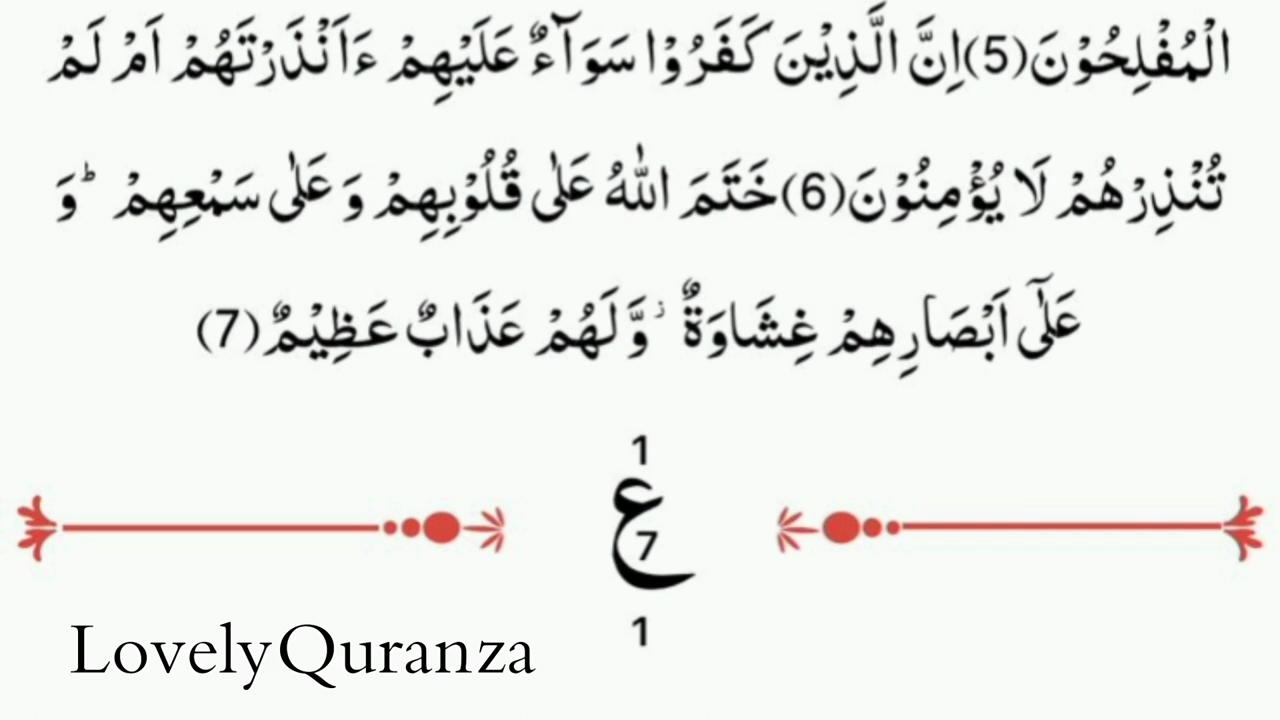 الْمُفْلِحُوْنَ(5)اِنَّ الَّذِیْنَ كَفَرُوْا سَوَآءٌ عَلَیْهِمْ ءَاَنْذَرْتَهُمْ اَمْ لَمْ
تُنْذِرْهُمْ لَا یُؤْمِنُوْنَ(6)خَتَمَ اللّٰهُ عَلٰى قُلُوْبِهِمْ وَ عَلٰى سَمْعِهِمْؕ-وَ
عَلٰۤى اَبْصَارِهِمْ غِشَاوَةٌ٘-وَّ لَهُمْ عَذَابٌ عَظِیْمٌ(7)
1
ع
7
1
LovelyQuranza